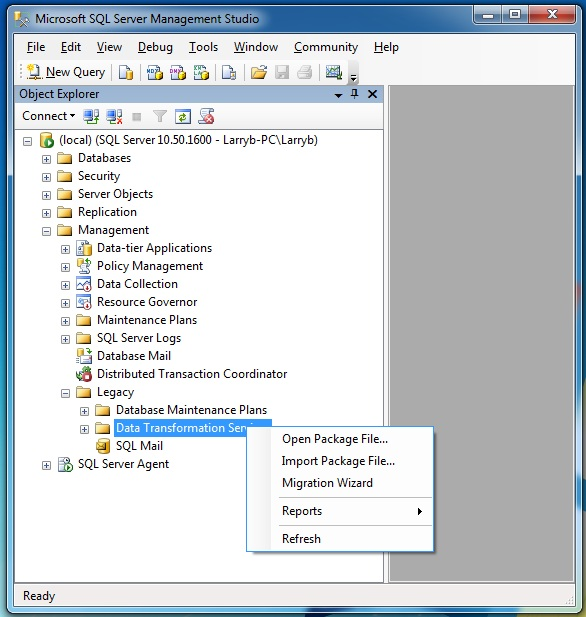 Microsoft SQL Server Management Studio
File Edit View Debug Tools Window Community Help
New Query
Object Explorer
Connect
(local) (SQL Server 10.50.1600 - Larryb-PC\Larryb)
Databases
Security
Server Objects
Replication
Management
Data-tier Applications
Policy Management
Data Collection
Resource Governor
Maintenance Plans
SQL Server Logs
Database Mail
Distributed Transaction Coordinator
Legacy
Database Maintenance Plans
Data Transformation
SQL Mail
SQL Server Agent
Open Package File...
Import Package File...
Migration Wizard
Reports
Refresh
Ready